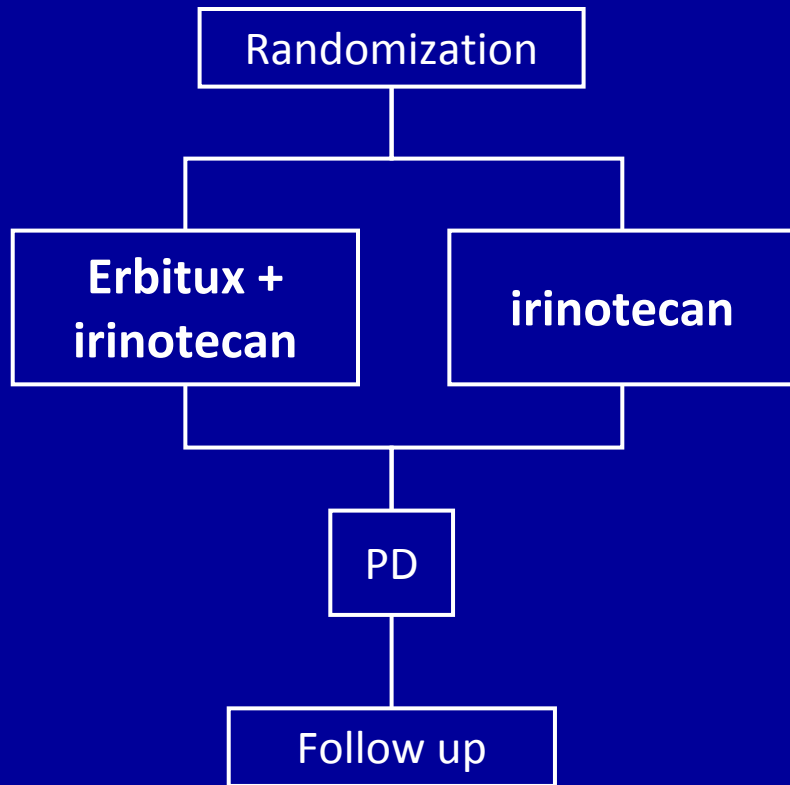 Randomization
Erbitux +
irinotecan
irinotecan
PD
Follow up